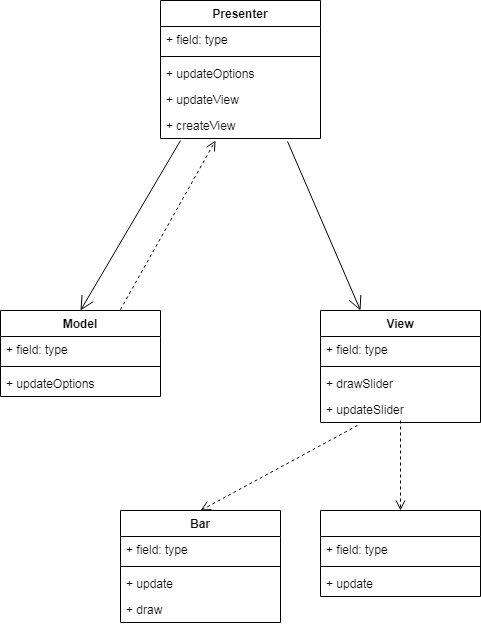 Presenter
+ field: type
+ updateOptions
+ updateView
+ createView
Model
+ field: type
+ updateOptions
View
+ field: type
+ drawSlider
+ updateSlider
Bar
+ field: type
+ update
+ draw
+ field: type
+ update